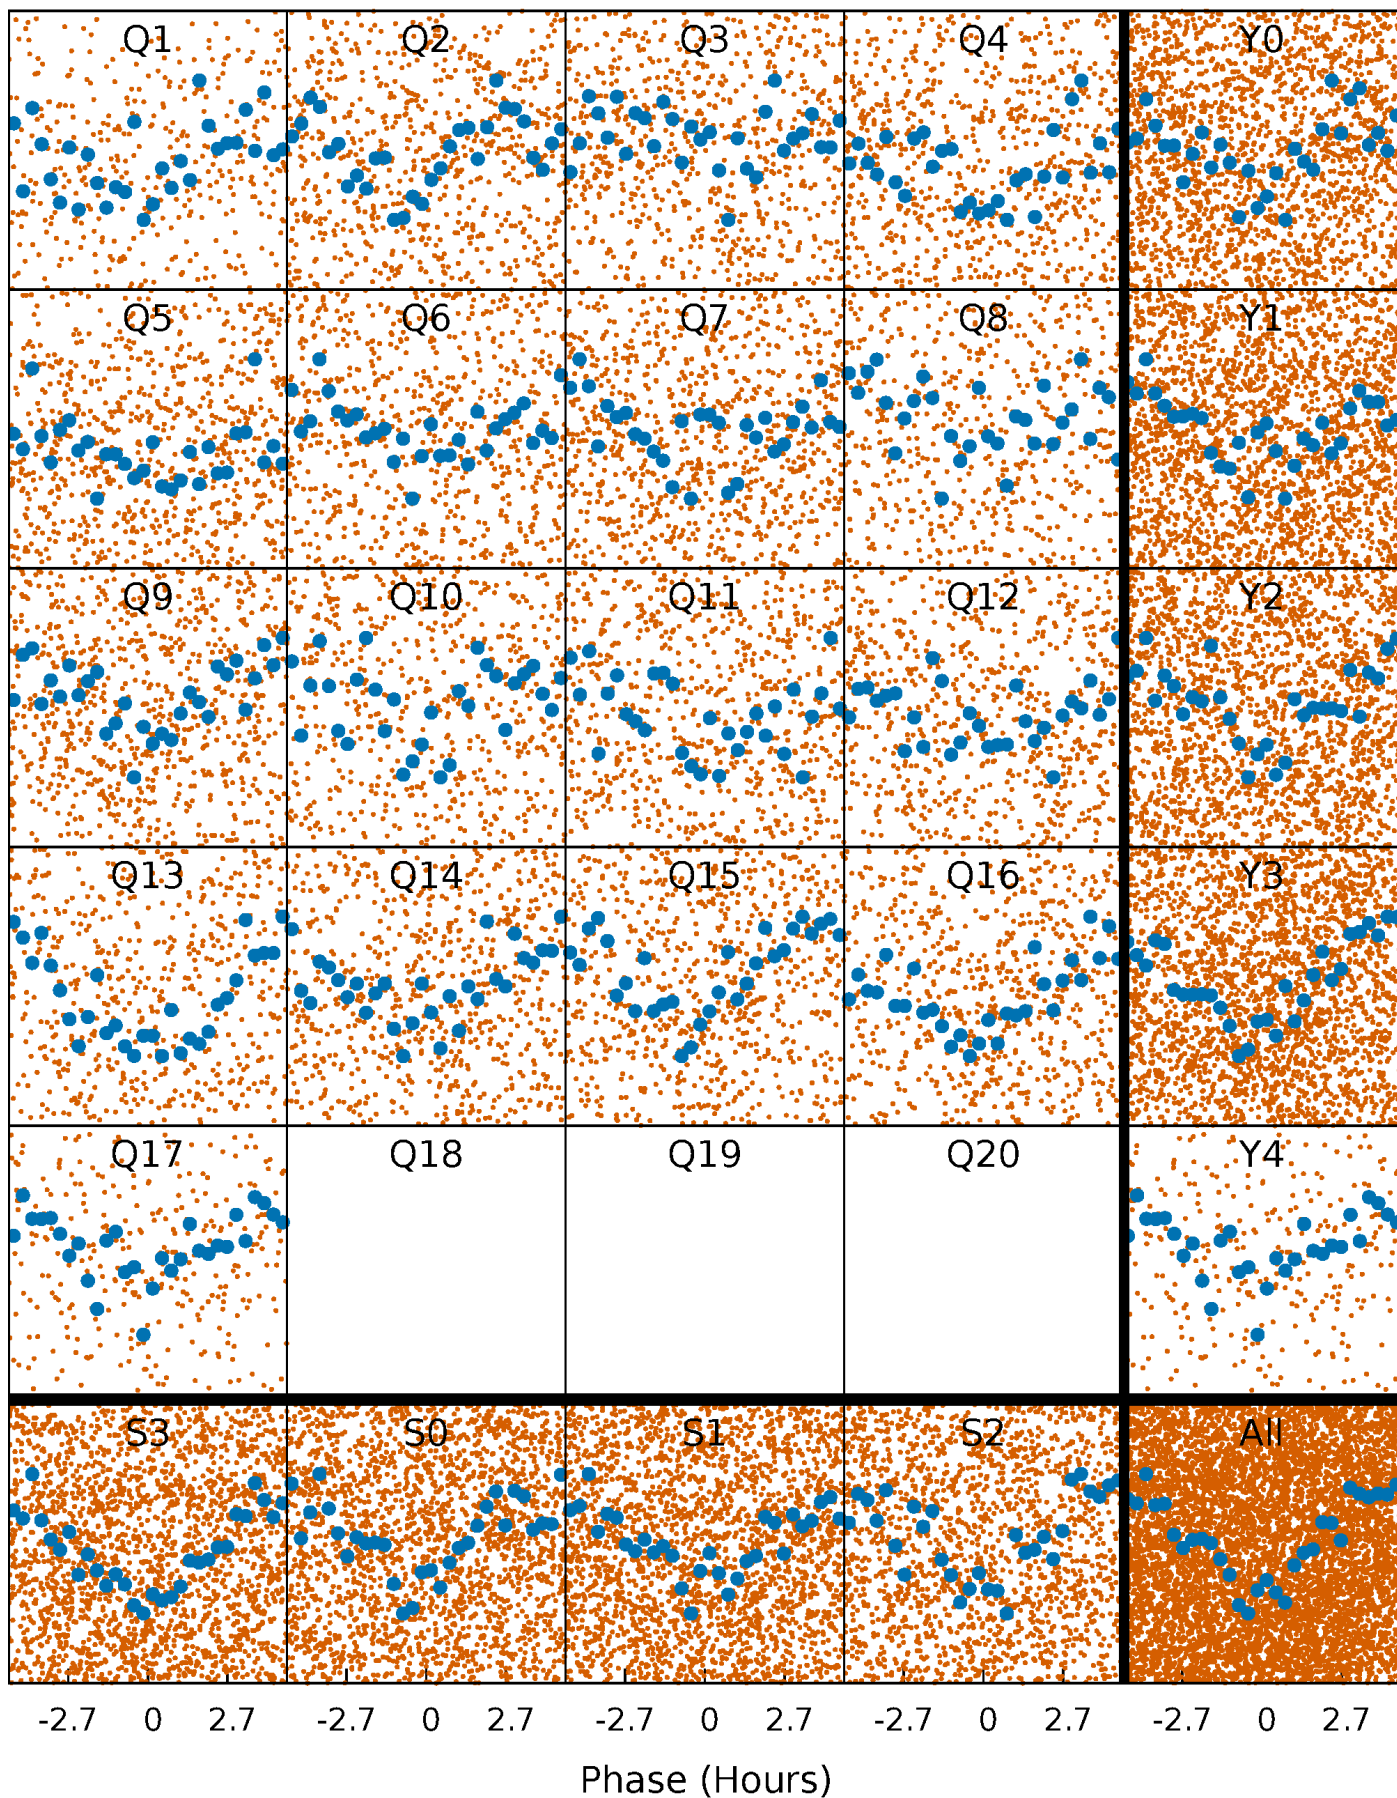 Q1 Q2 Q3 Q4 Y0
Q5 Q6 Q7 Q8 Y1
Q9 Q10 Q11 Q12 Y2
Q13 Q14 Q15 Q16 Y3
Q17 Q18 Q19 Q20 Y4
S3 S0 S1 S2 All
-2.7 0 2.7 -2.7 0 2.7 -2.7 0 2.7 -2.7 0 2.7 -2.7 0 2.7
Phase (Hours)